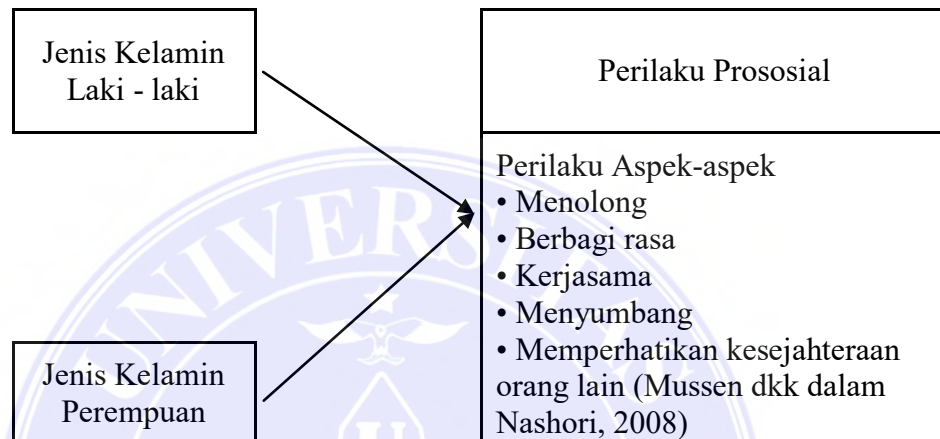 Jenis Kelamin
Laki - laki
Perilaku Prososial
Perilaku Aspek-aspek
• Menolong
• Berbagi rasa
• Kerjasama
• Menyumbang
• Memperhatikan kesejahteraan
orang lain (Mussen dkk dalam
Nashori, 2008)
Jenis Kelamin
Perempuan
UNIVERSITAS
U